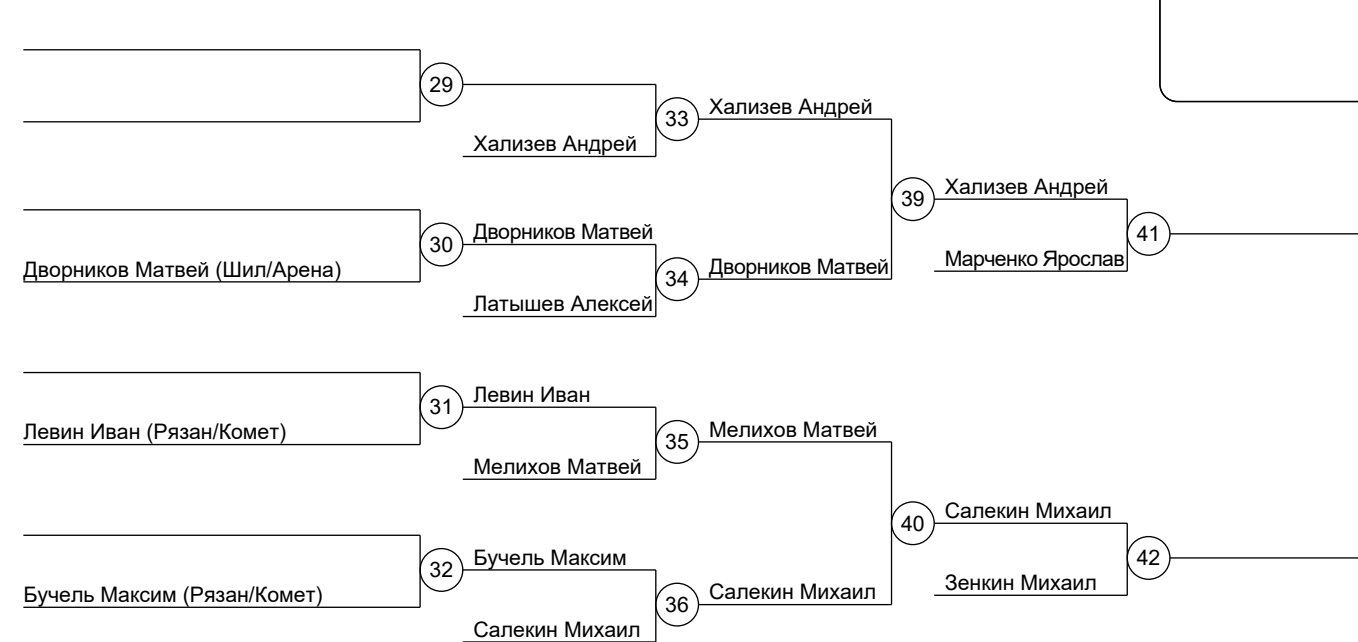 29
Хализев Андрей
33
Хализев Андрей
39
Хализев Андрей
41
Марченко Ярослав
Дворников Матвей (Шил/Арена)
30
Дворников Матвей
34
Дворников Матвей
Латышев Алексей
Левин Иван (Рязан/Комет)
31
Левин Иван
35
Мелихов Матвей
Мелихов Матвей
40
Салекин Михаил
42
Зенкин Михаил
Бучель Максим (Рязан/Комет)
32
Бучель Максим
36
Салекин Михаил
Салекин Михаил